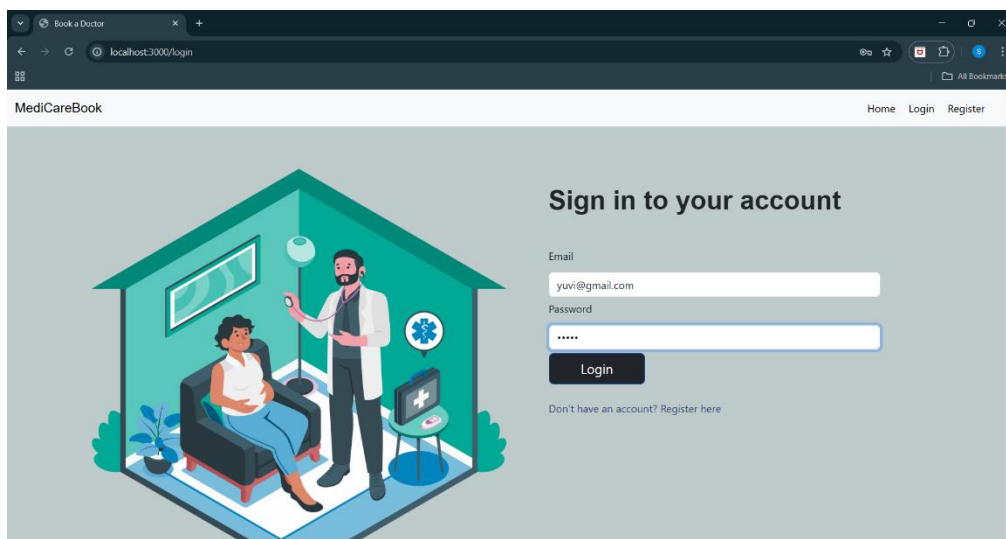 Book a Doctor
localhost:3000/login
S
All Bookmarks
MediCareBook
Home Login Register
Sign in to your account
Email
yuvi@gmail.com
Password
•••••
Login
Don't have an account? Register here